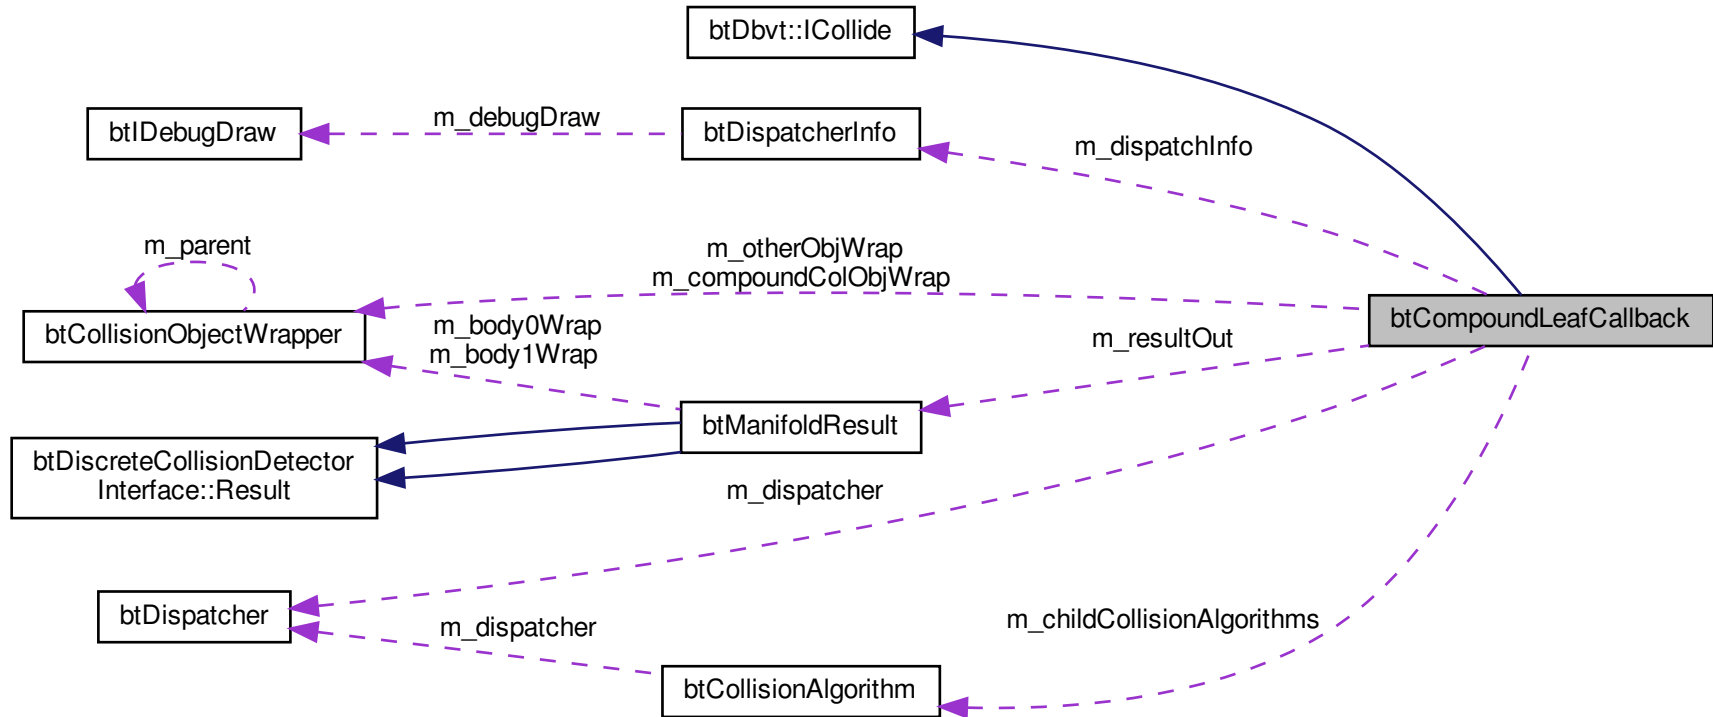 btDbvt::ICollide
btIDebugDraw
m_debugDraw
btDispatcherInfo
m_dispatchInfo
m_parent
m_otherObjWrap
m_compoundColObjWrap
btCollisionObjectWrapper
m_body0Wrap
m_body1Wrap
btCompoundLeafCallback
m_resultOut
btManifoldResult
btDiscreteCollisionDetector
Interface::Result
m_dispatcher
btDispatcher
m_dispatcher
m_childCollisionAlgorithms
btCollisionAlgorithm